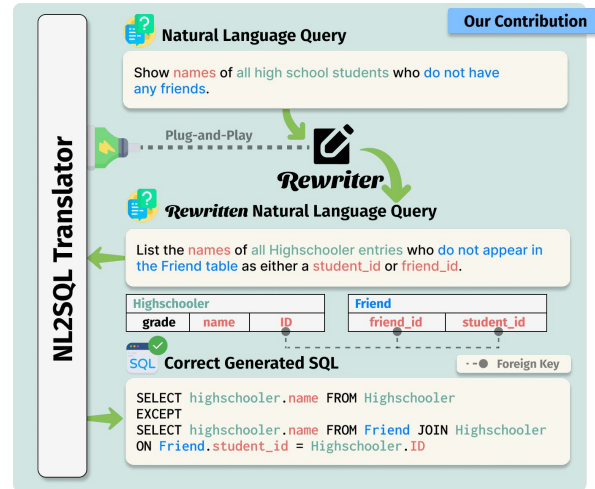 Our Contribution
Natural Language Query
Show names of all high school students who do not have
any friends.
Plug-and-Play
Rewriter
NL2SQL Translator
Rewritten Natural Language Query
List the names of all Highschooler entries who do not appear in
the Friend table as either a student_id or friend_id.
Highschooler
grade name ID
Friend
friend_id student_id
SQL Correct Generated SQL
Foreign Key
SELECT highschooler.name FROM Highschooler
EXCEPT
SELECT highschooler.name FROM Friend JOIN Highschooler
ON Friend.student_id = Highschooler.ID